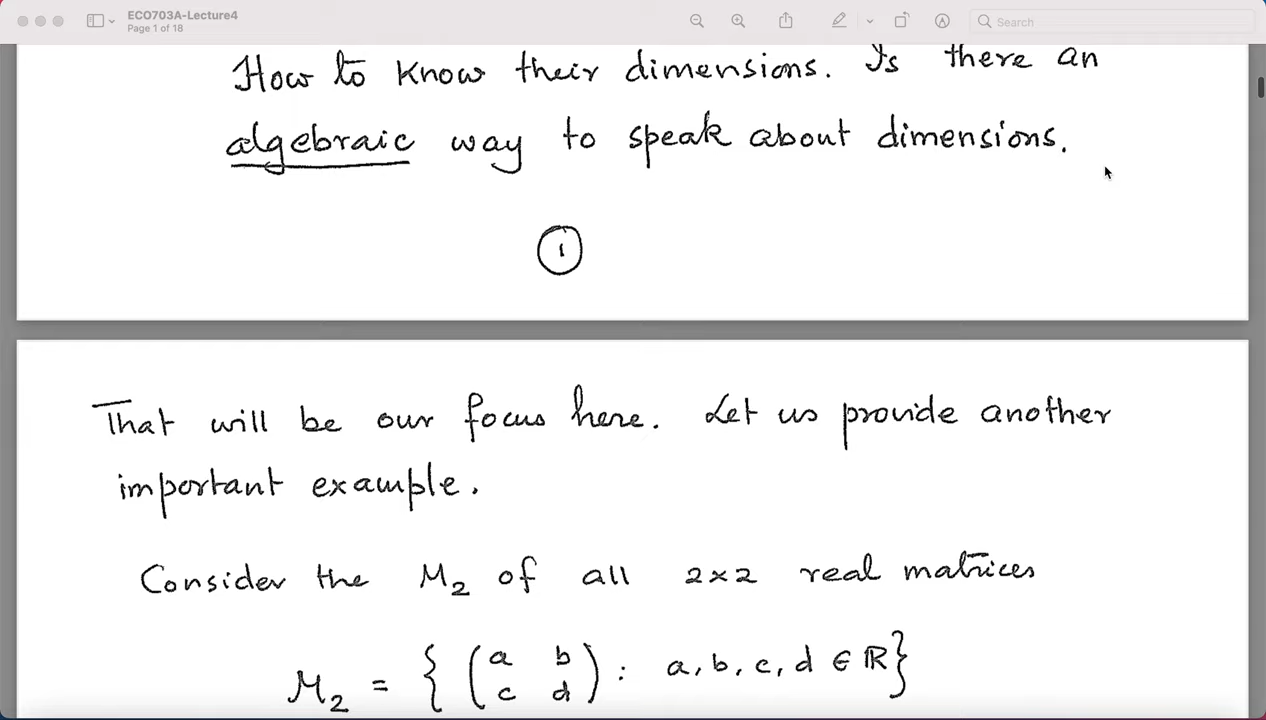 ECO703A-Lecture4
Page 1 of 18
Search
How to know their dimensions. Is there an
algebraic way to speak about dimensions.
1
That will be our focus here. Let us provide another
important example.
Consider the M₂ of all 2×2 real matrices
M₂ = { ( a b
c d ) : a, b, c, d ∈ ℝ }